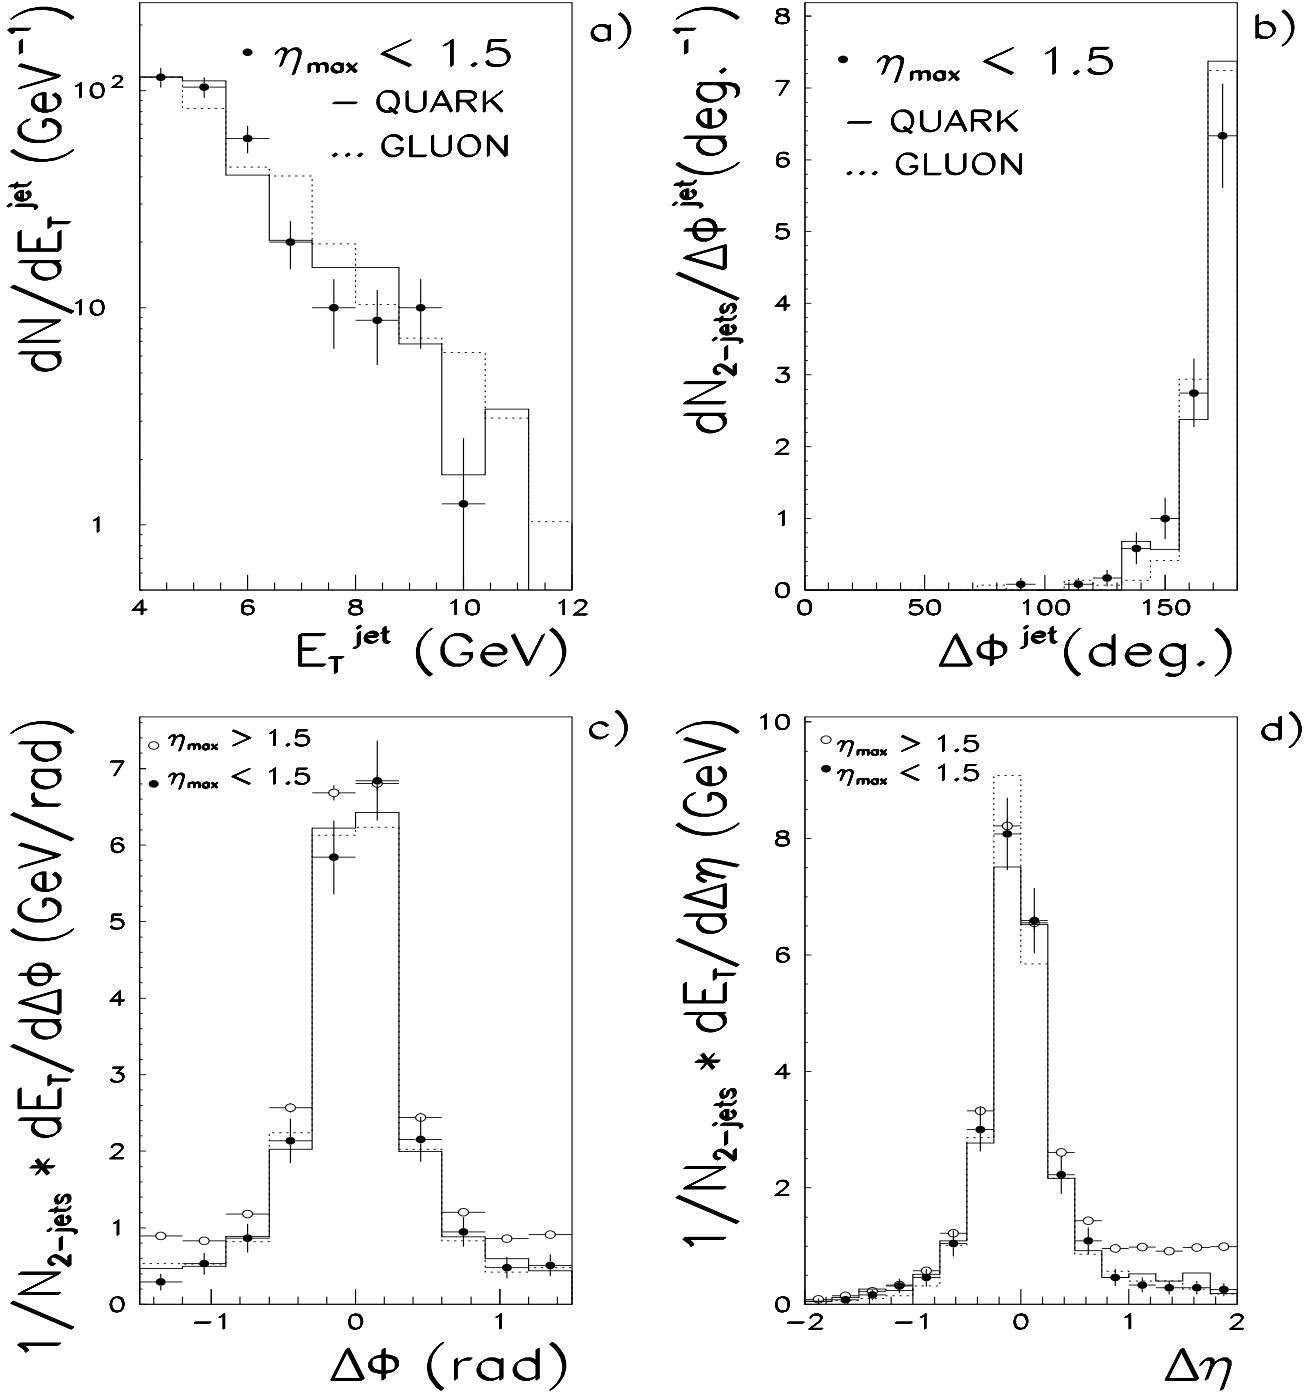 a)
• η_max < 1.5
— QUARK
... GLUON
dN/dE_T^jet (GeV^−1)
10^2
10
1
4 6 8 10 12
E_T^jet (GeV)
b)
• η_max < 1.5
— QUARK
... GLUON
dN_2−jets/Δϕ^jet(deg.^−1)
8
7
6
5
4
3
2
1
0
0 50 100 150
Δϕ^jet(deg.)
c)
○ η_max > 1.5
● η_max < 1.5
1/N_2−jets * dE_T/dΔϕ (GeV/rad)
7
6
5
4
3
2
1
0
−1 0 1
Δϕ (rad)
d)
○ η_max > 1.5
● η_max < 1.5
1/N_2−jets * dE_T/dΔη (GeV)
10
8
6
4
2
0
−2 −1 0 1 2
Δη